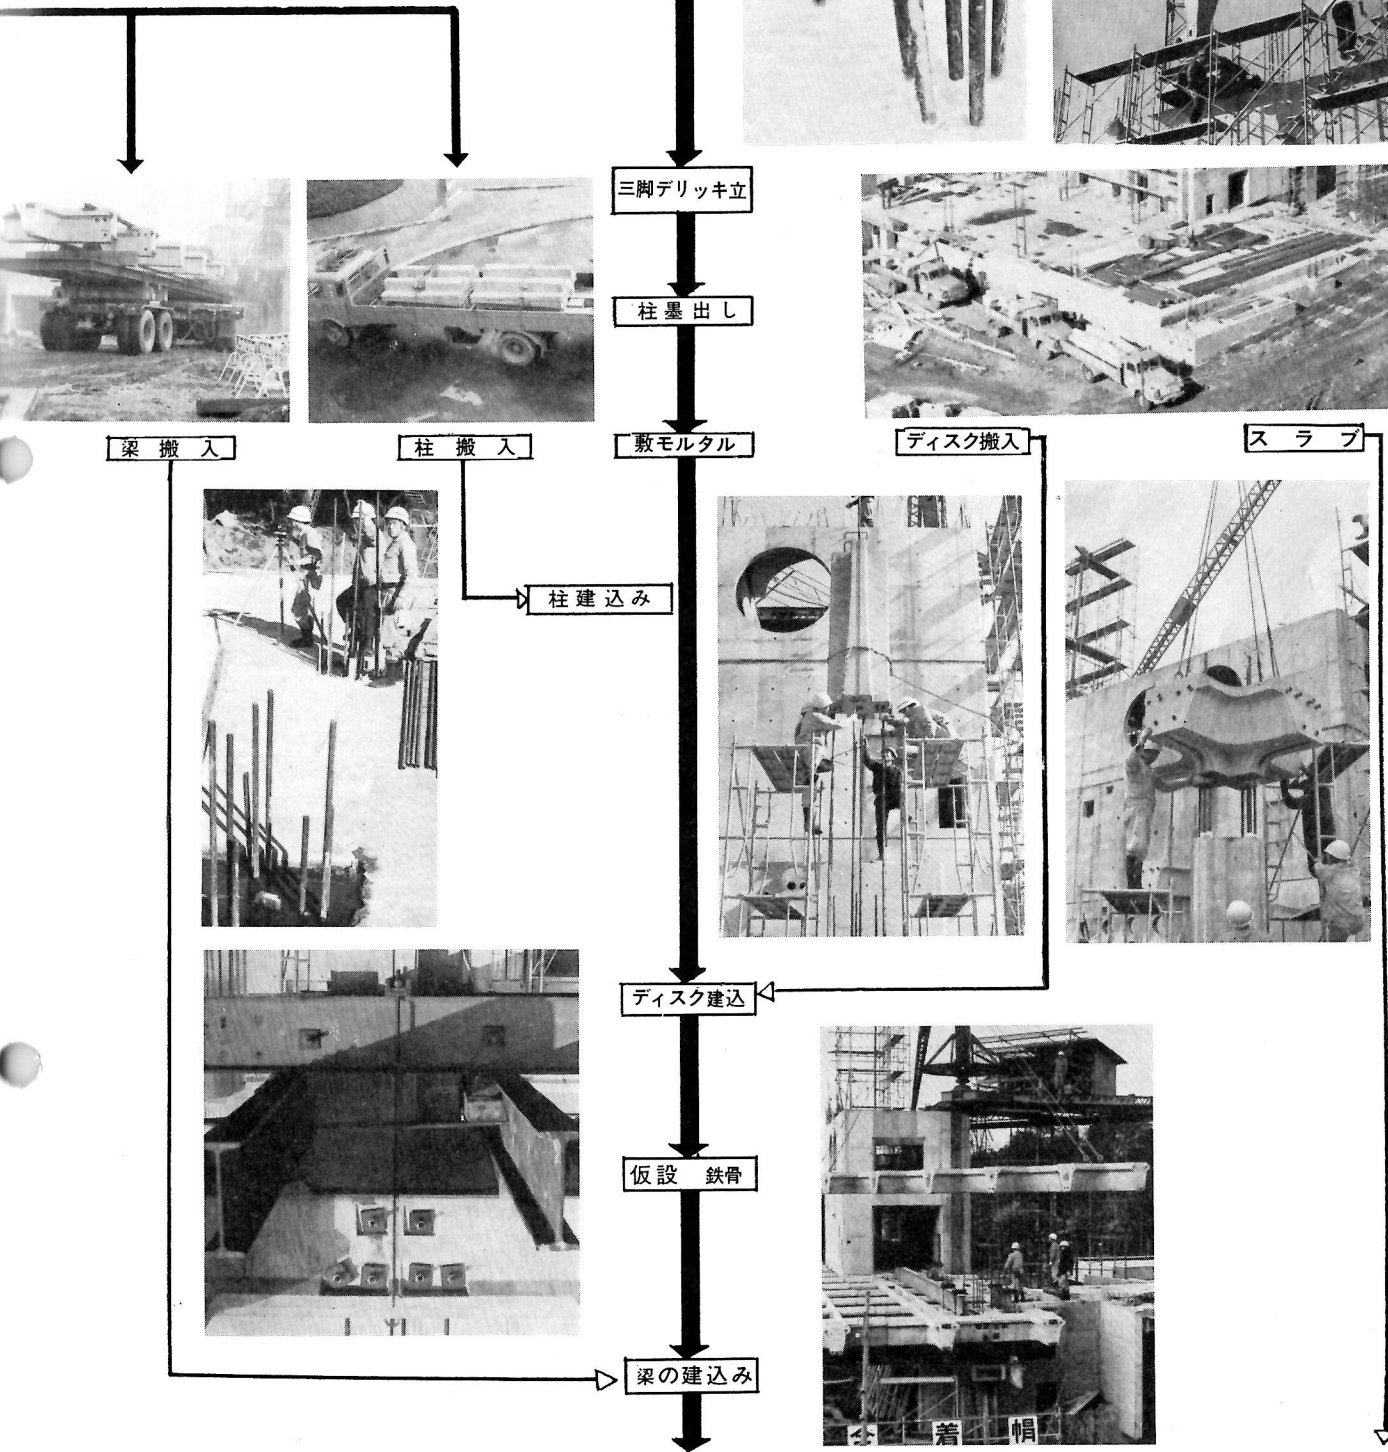 三脚デリッキ立
柱墨出し
梁搬入
柱搬入
敷モルタル
ディスク搬入
スラブ
柱建込み
ディスク建込
仮設 鉄骨
梁の建込み
着帽